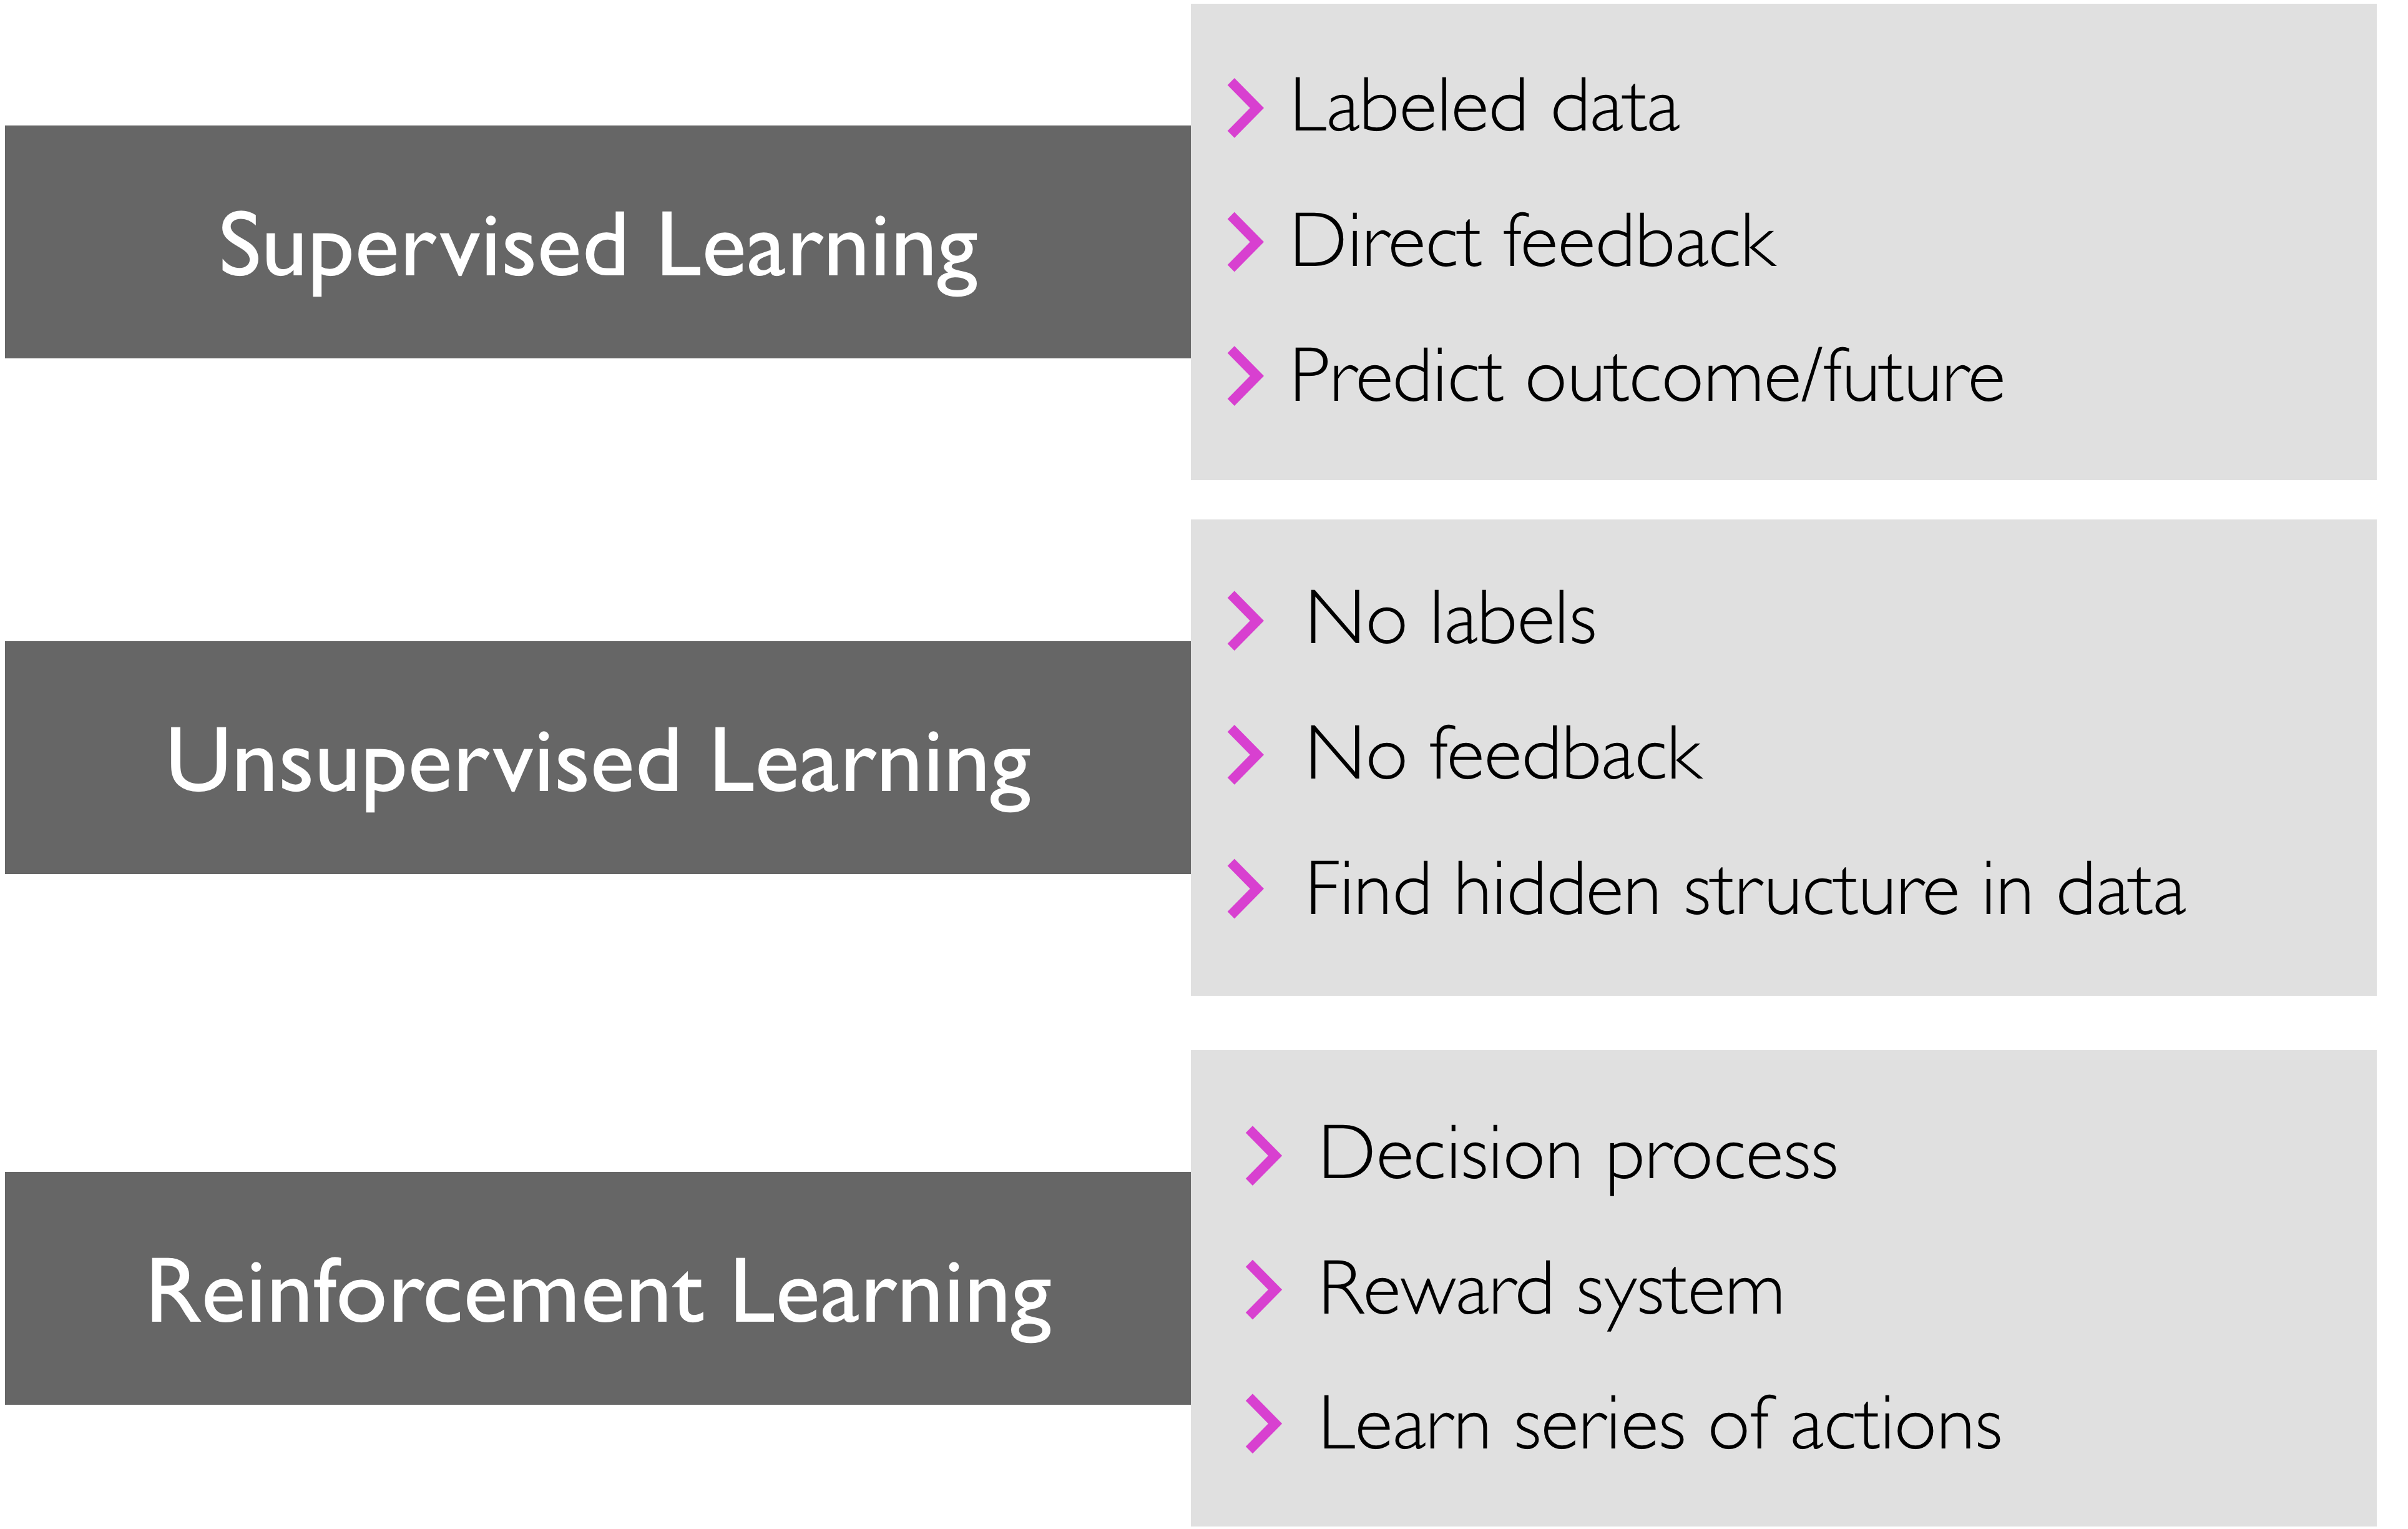 Supervised Learning
Labeled data
Direct feedback
Predict outcome/future
Unsupervised Learning
No labels
No feedback
Find hidden structure in data
Reinforcement Learning
Decision process
Reward system
Learn series of actions